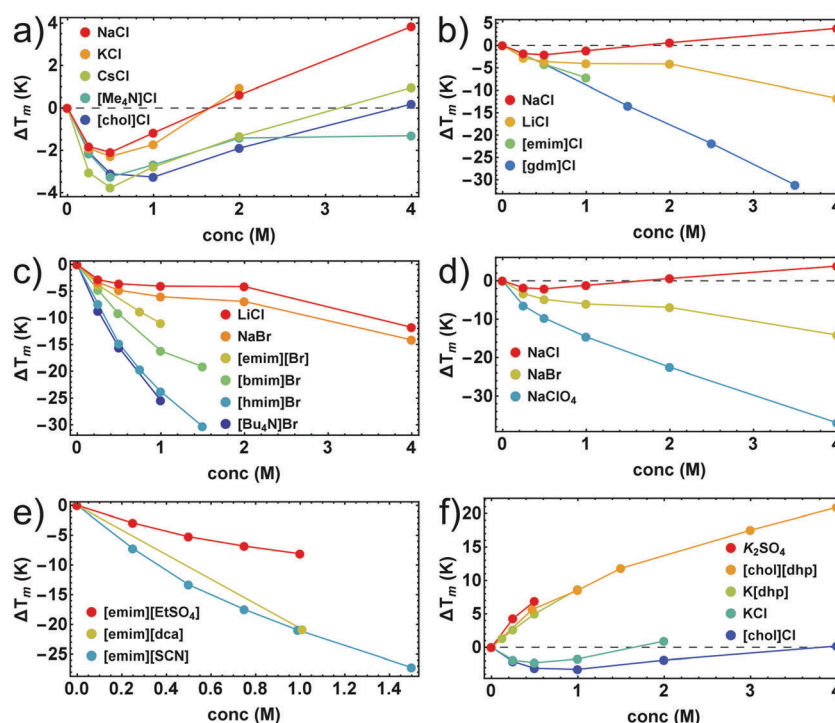 a)
NaCl
KCl
CsCl
[Me₄N]Cl
[chol]Cl
ΔTₘ (K)
4
2
0
−2
−4
0 1 2 3 4
conc (M)
b)
NaCl
LiCl
[emim]Cl
[gdm]Cl
ΔTₘ (K)
5
0
−5
−10
−15
−20
−25
−30
0 1 2 3 4
conc (M)
c)
LiCl
NaBr
[emim][Br]
[bmim]Br
[hmim]Br
[Bu₄N]Br
ΔTₘ (K)
0
−5
−10
−15
−20
−25
−30
0 1 2 3 4
conc (M)
d)
NaCl
NaBr
NaClO₄
ΔTₘ (K)
0
−10
−20
−30
0 1 2 3 4
conc (M)
e)
[emim][EtSO₄]
[emim][dca]
[emim][SCN]
ΔTₘ (K)
0
−5
−10
−15
−20
−25
0.0 0.2 0.4 0.6 0.8 1.0 1.2 1.4
conc (M)
f)
K₂SO₄
[chol][dhp]
K[dhp]
KCl
[chol]Cl
ΔTₘ (K)
20
15
10
5
0
0 1 2 3 4
conc (M)